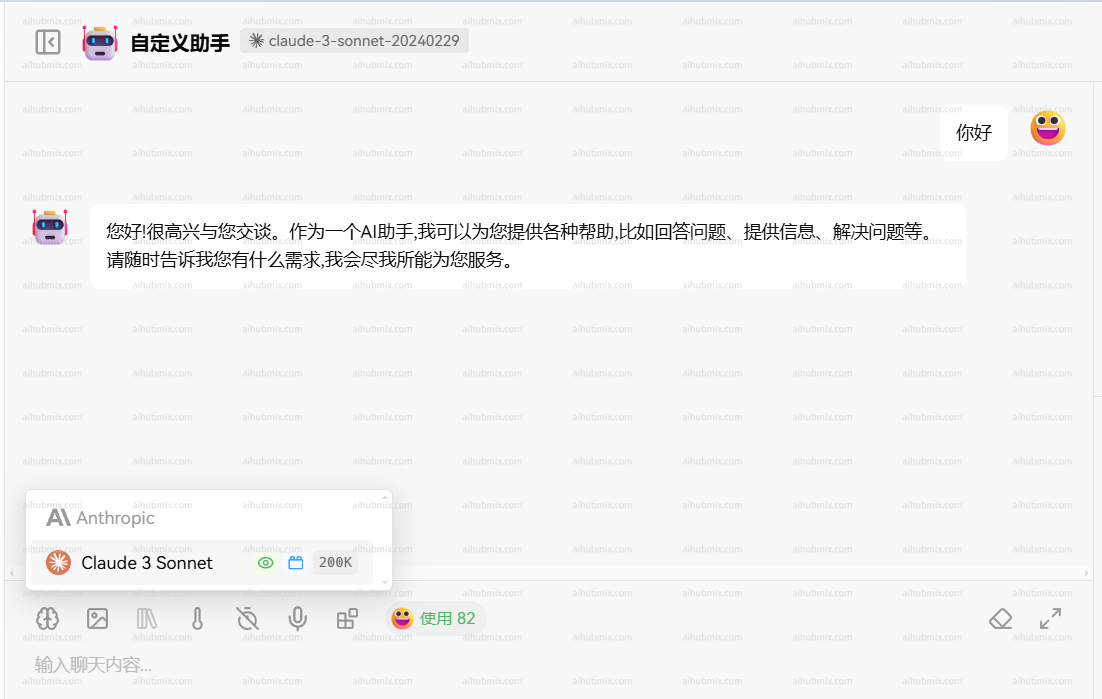 自定义助手 claude-3-sonnet-20240229
你好
您好!很高兴与您交谈。作为一个AI助手,我可以为您提供各种帮助,比如回答问题、提供信息、解决问题等。
请随时告诉我您有什么需求,我会尽我所能为您服务。
Anthropic
Claude 3 Sonnet 200K
使用 82
输入聊天内容...
aihubmix.com